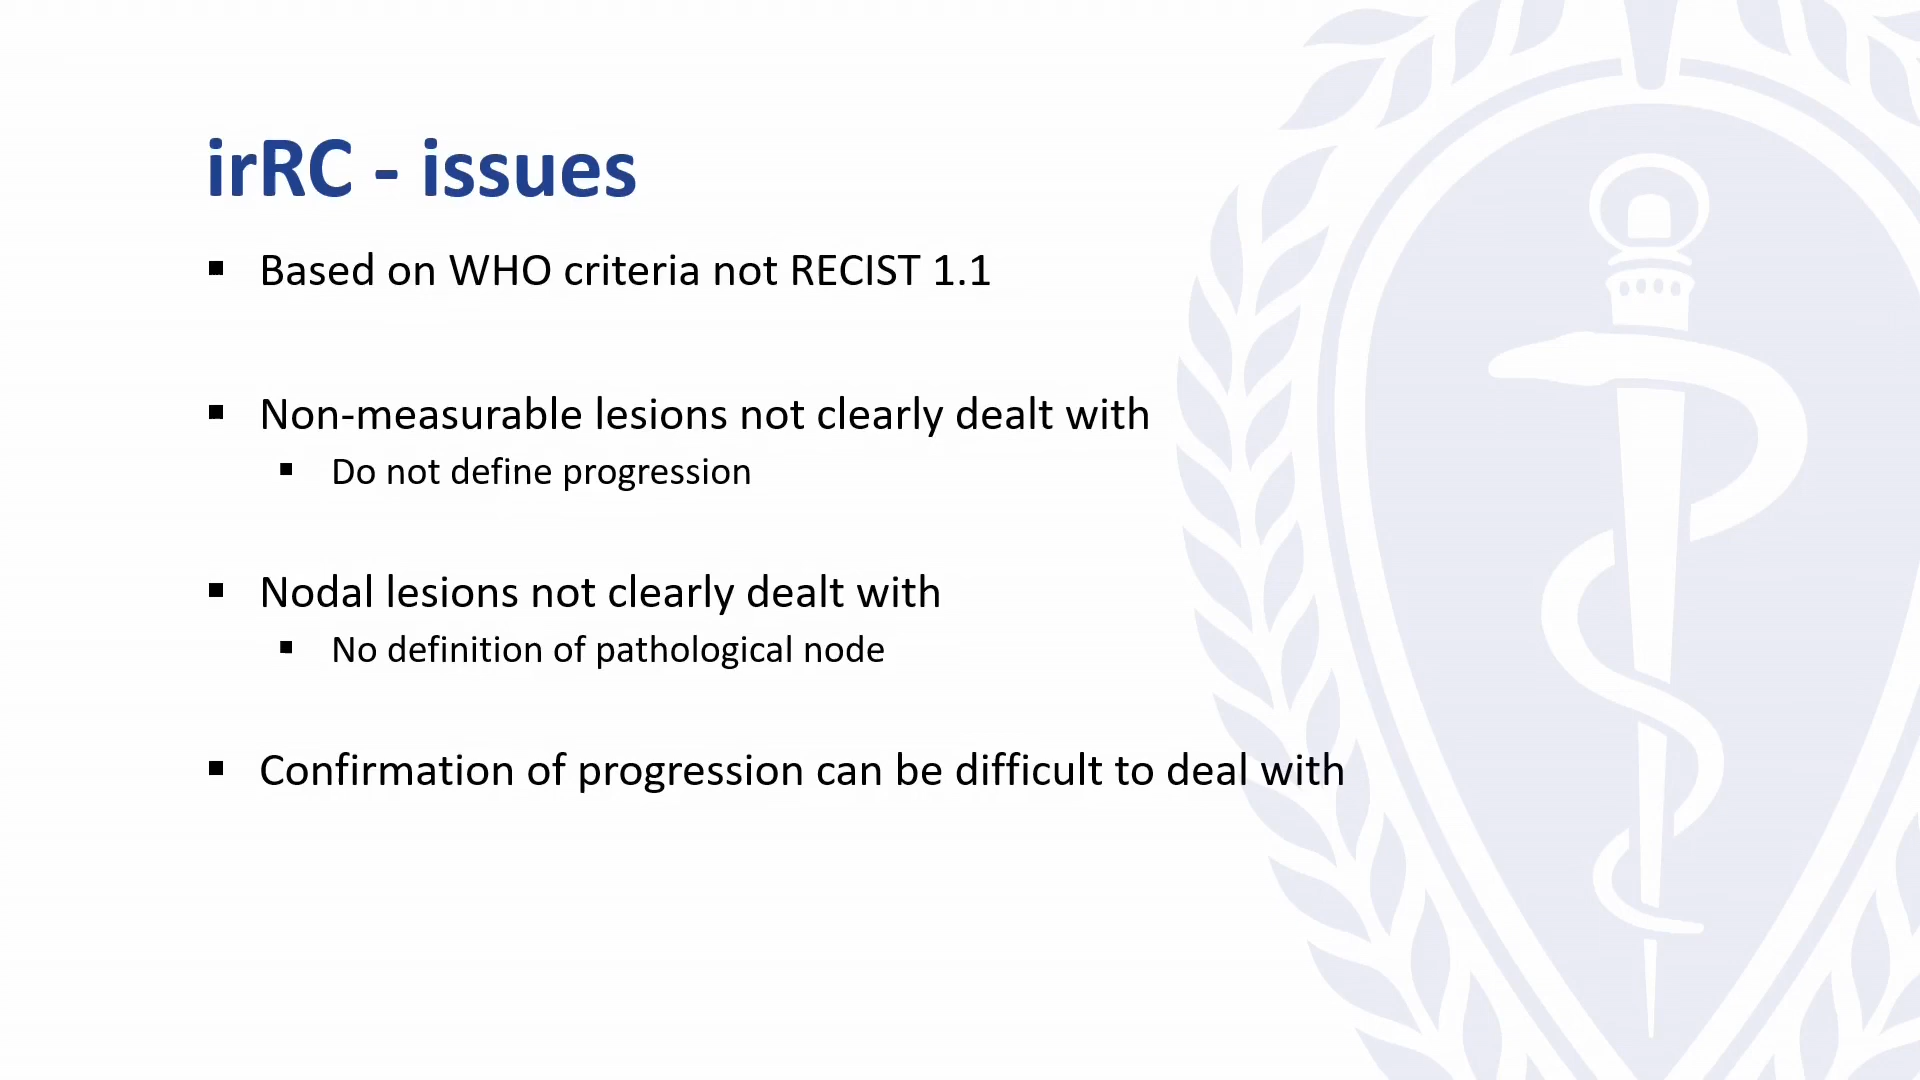 irRC - issues
▪ Based on WHO criteria not RECIST 1.1
▪ Non-measurable lesions not clearly dealt with
▪ Do not define progression
▪ Nodal lesions not clearly dealt with
▪ No definition of pathological node
▪ Confirmation of progression can be difficult to deal with